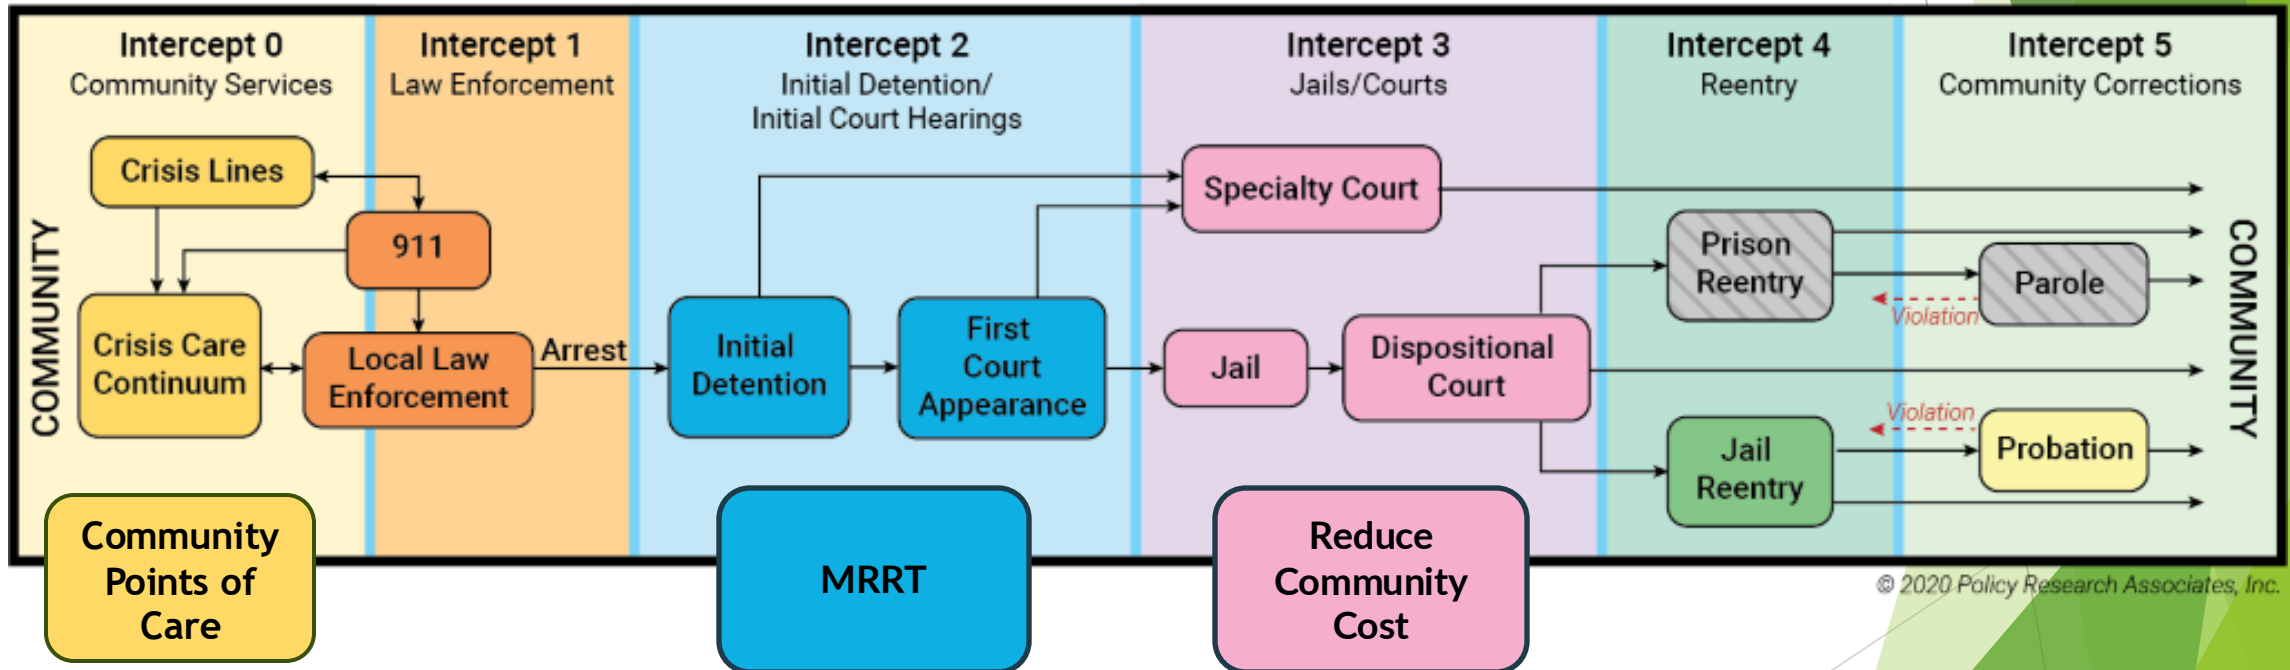 Intercept 0
Community Services
Intercept 1
Law Enforcement
Intercept 2
Initial Detention/
Initial Court Hearings
Intercept 3
Jails/Courts
Intercept 4
Reentry
Intercept 5
Community Corrections
COMMUNITY
Crisis Lines
911
Crisis Care
Continuum
Local Law
Enforcement
Arrest
Initial
Detention
First
Court
Appearance
Specialty Court
Jail
Dispositional
Court
Prison
Reentry
Violation
Parole
Jail
Reentry
Violation
Probation
COMMUNITY
Community
Points of
Care
MRRT
Reduce
Community
Cost
© 2020 Policy Research Associates, Inc.